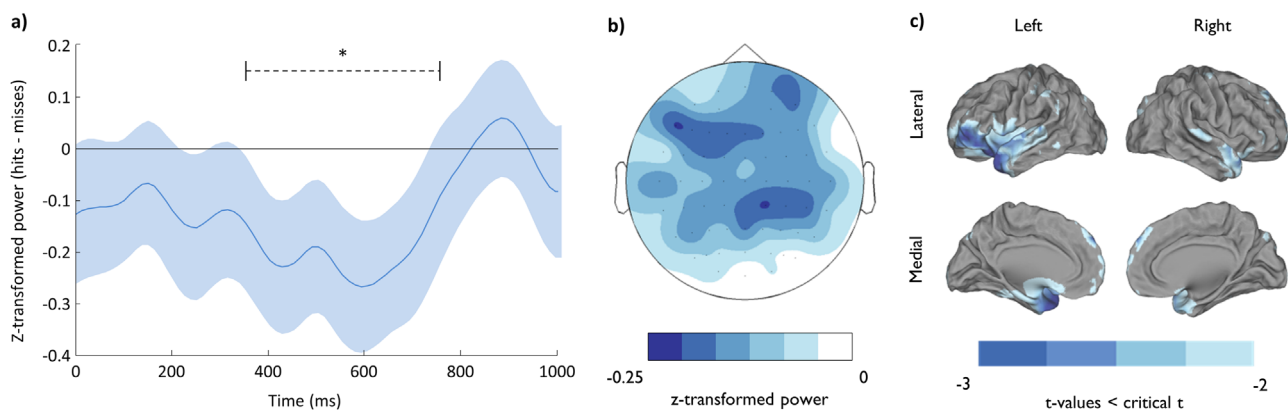 a)
Z-transformed power (hits - misses)
0.2
0.1
0
-0.1
-0.2
-0.3
-0.4
*
0
200
400
600
800
1000
Time (ms)
b)
-0.25
0
z-transformed power
c)
Left
Right
Lateral
Medial
-3
-2
t-values < critical t